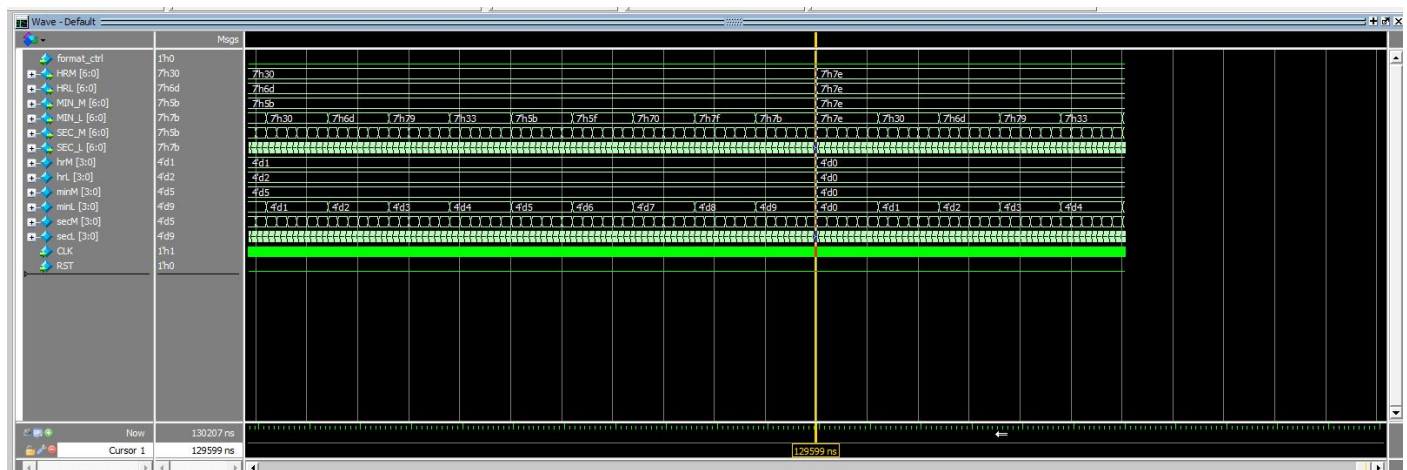 Wave - Default
Msgs
format_ctrl 1'h0
HRM [6:0] 7'h30 7'h30 7'h7e
HRL [6:0] 7'h6d 7'h6d 7'h7e
MIN_M [6:0] 7'h5b 7'h5b 7'h7e
MIN_L [6:0] 7'h7b 7'h30 7'h6d 7'h79 7'h33 7'h5b 7'h5f 7'h70 7'h7f 7'h7b 7'h7e 7'h30 7'h6d 7'h79 7'h33
SEC_M [6:0] 7'h5b
SEC_L [6:0] 7'h7b
hrM [3:0] 4'd1 4'd1 4'd0
hrL [3:0] 4'd2 4'd2 4'd0
minM [3:0] 4'd5 4'd5 4'd0
minL [3:0] 4'd9 4'd1 4'd2 4'd3 4'd4 4'd5 4'd6 4'd7 4'd8 4'd9 4'd0 4'd1 4'd2 4'd3 4'd4
secM [3:0] 4'd5
secL [3:0] 4'd9
CLK 1'h1
RST 1'h0
Now 130207 ns
Cursor 1 129599 ns 129599 ns